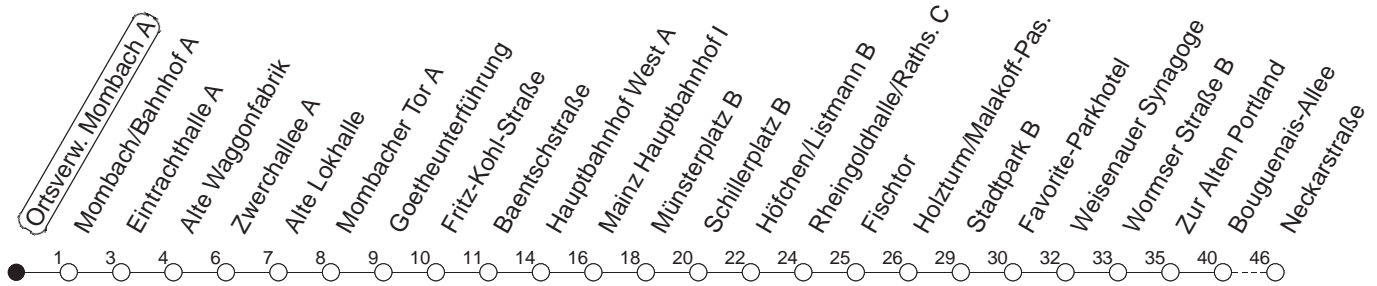 Ortsverw. Mombach A
Mombach/Bahnhof A
Eintrachthalle A
Alte Waggonfabrik
Zwerchallee A
Alte Lokhalle
Mombacher Tor A
Goetheunterführung
Fritz-Kohl-Straße
Baentschstraße
Hauptbahnhof West A
Mainz Hauptbahnhof I
Münsterplatz B
Schillerplatz B
Höfchen/Listmann B
Rheingoldhalle/Raths. C
Fischtor
Holzturm/Malakoff-Pas.
Stadtpark B
Favorite-Parkhotel
Weisenauer Synagoge
Wormser Straße B
Zur Alten Portland
Bouguenais-Allee
Neckarstraße
1 3 4 6 7 8 9 10 11 14 16 18 20 22 24 25 26 29 30 32 33 35 40 46